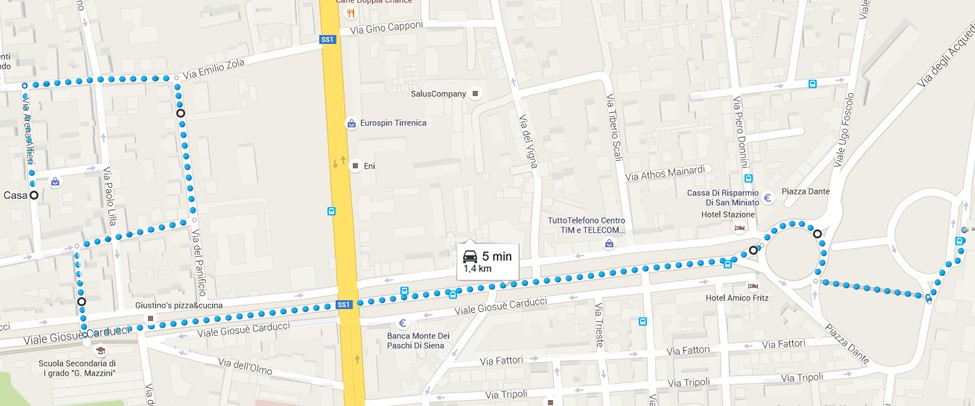 Caffè Doppia Chance
SS1
Via Gino Capponi
Via Emilio Zola
Viale
Via degli Acquedotti
SalusCompany
Eurospin Tirrenica
Via del Vigna
Via Tiberio Scali
Via Piero Donnini
Viale Ugo Foscolo
Eni
Via Athos Mainardi
Casa
Via Paolo Lilla
Via del Panificio
Cassa Di Risparmio
Di San Miniato
Piazza Dante
Hotel Stazione
TuttoTelefono Centro
TIM e TELECOM...
5 min
1,4 km
Giustino's pizza&cucina
SS1
Viale Giosuè Carducci
Viale Giosuè Carducci
Viale Giosuè Carducci
Hotel Amico Fritz
Banca Monte Dei
Paschi Di Siena
Via Trieste
Piazza Dante
Scuola Secondaria di
I grado "G. Mazzini"
Via dell'Olmo
Via Fattori
Via Fattori
Via Tripoli
Via Tripoli